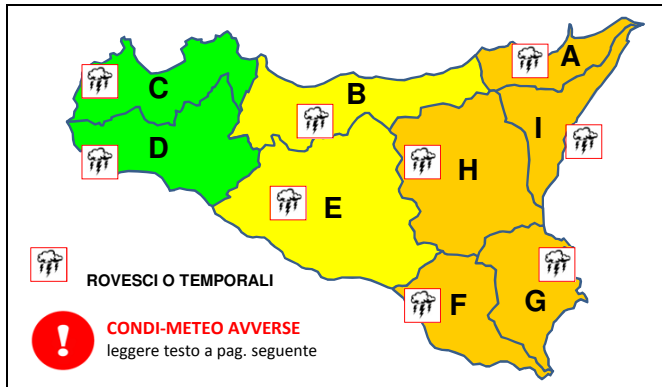 A
C
B
I
D
H
E
F
G
ROVESCI O TEMPORALI
CONDI-METEO AVVERSE
leggere testo a pag. seguente